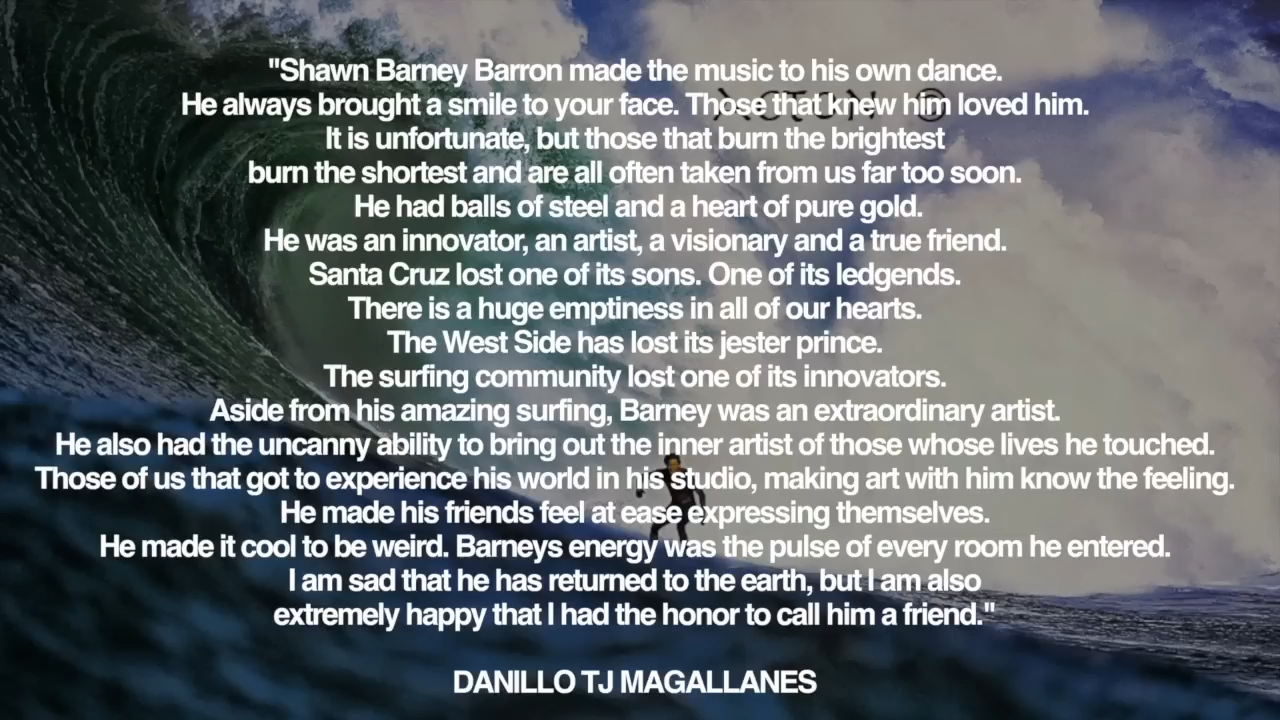 "Shawn Barney Barron made the music to his own dance.
He always brought a smile to your face. Those that knew him loved him.
It is unfortunate, but those that burn the brightest
burn the shortest and are all often taken from us far too soon.
He had balls of steel and a heart of pure gold.
He was an innovator, an artist, a visionary and a true friend.
Santa Cruz lost one of its sons. One of its ledgends.
There is a huge emptiness in all of our hearts.
The West Side has lost its jester prince.
The surfing community lost one of its innovators.
Aside from his amazing surfing, Barney was an extraordinary artist.
He also had the uncanny ability to bring out the inner artist of those whose lives he touched.
Those of us that got to experience his world in his studio, making art with him know the feeling.
He made his friends feel at ease expressing themselves.
He made it cool to be weird. Barneys energy was the pulse of every room he entered.
I am sad that he has returned to the earth, but I am also
extremely happy that I had the honor to call him a friend."
DANILLO TJ MAGALLANES